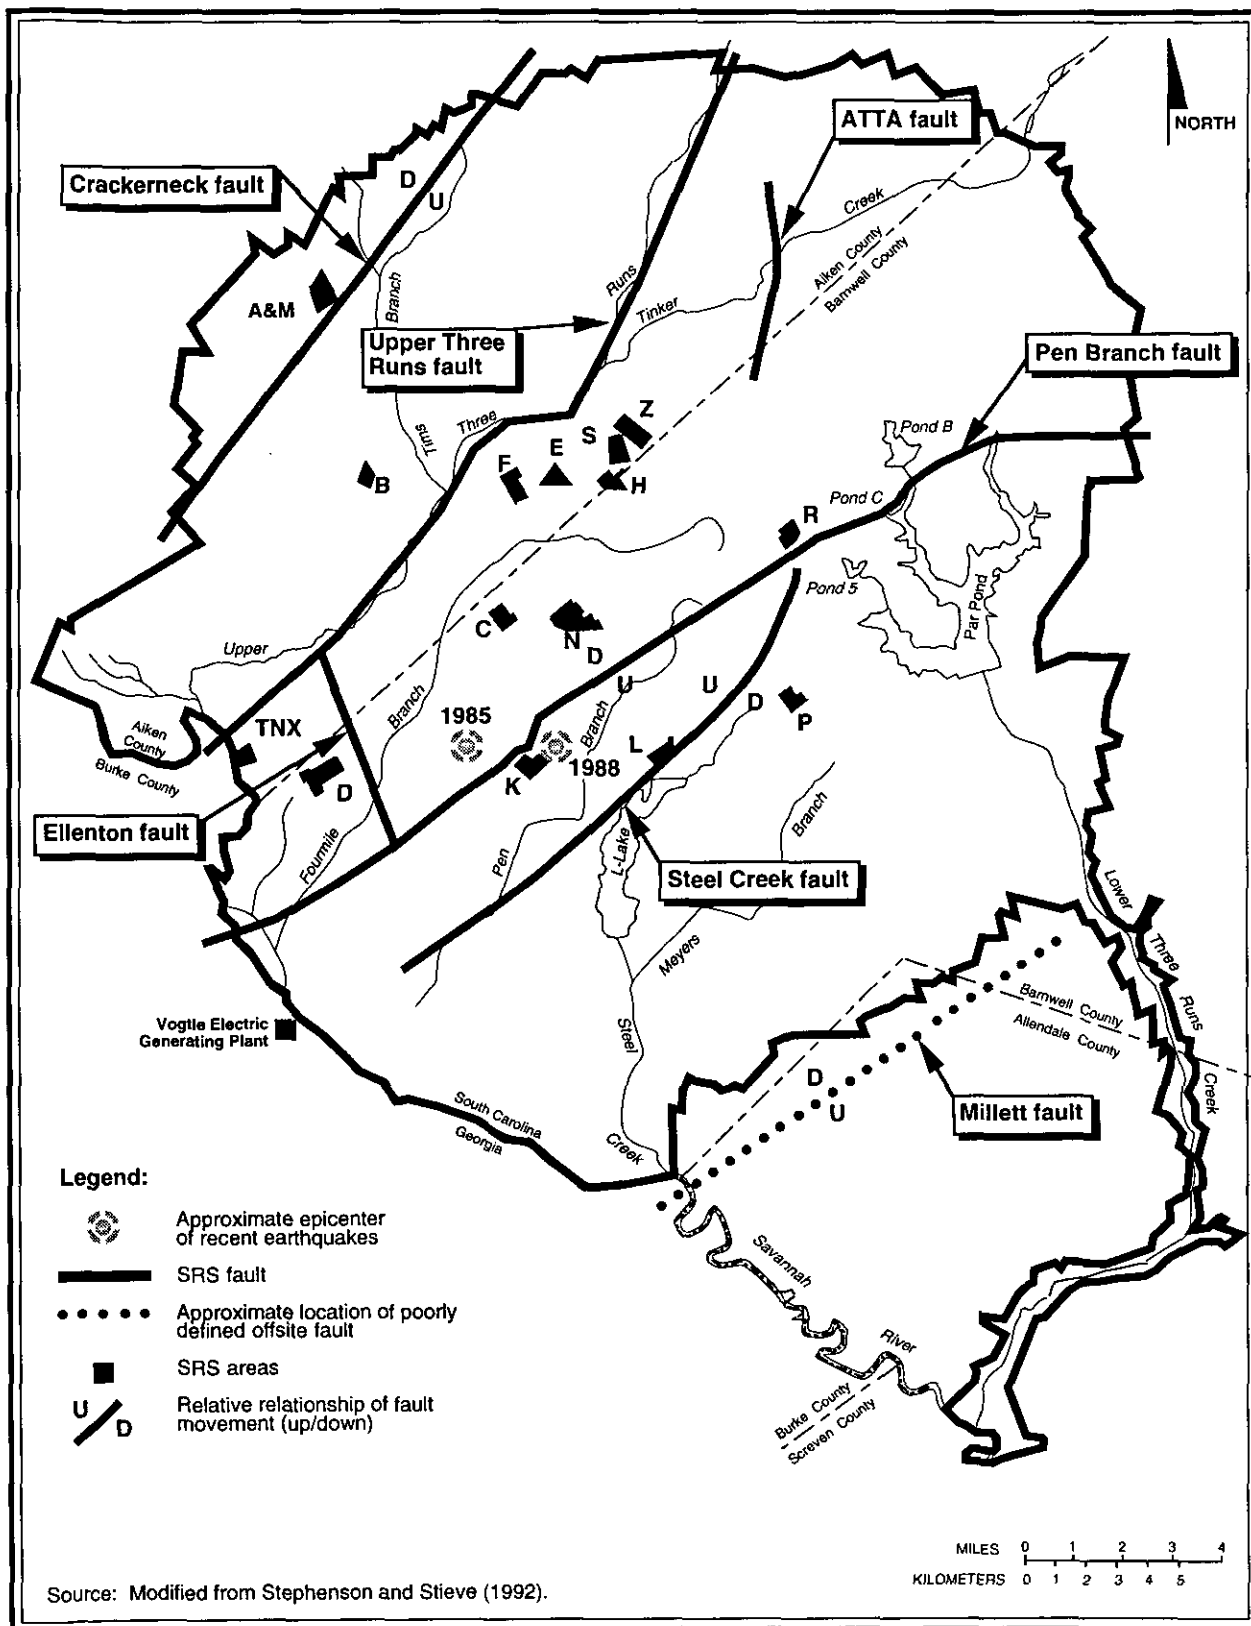 NORTH
ATTA fault
Crackerneck fault
D
U
Creek
Aiken County
Barnwell County
Branch
A&M
Runs
Tinker
Upper Three
Runs fault
Pen Branch fault
Z
Three
Tims
S
E
F
H
B
Pond B
Pond C
R
Pond 5
Par Pond
C
N
D
Upper
U
U
D
P
Branch
1985
1988
Branch
L
K
Aiken
County
Burke County
TNX
D
Ellenton fault
Fourmile
Pen
L-Lake
Branch
Steel Creek fault
Lower
Three
Runs
Creek
Meyers
Barnwell County
Allendale County
Vogtle Electric
Generating Plant
Steel
Creek
D
U
Millett fault
South Carolina
Georgia
Savannah
River
Burke County
Screven County
Legend:
Approximate epicenter
of recent earthquakes
SRS fault
Approximate location of poorly
defined offsite fault
SRS areas
U
D
Relative relationship of fault
movement (up/down)
MILES 0 1 2 3 4
KILOMETERS 0 1 2 3 4 5
Source: Modified from Stephenson and Stieve (1992).